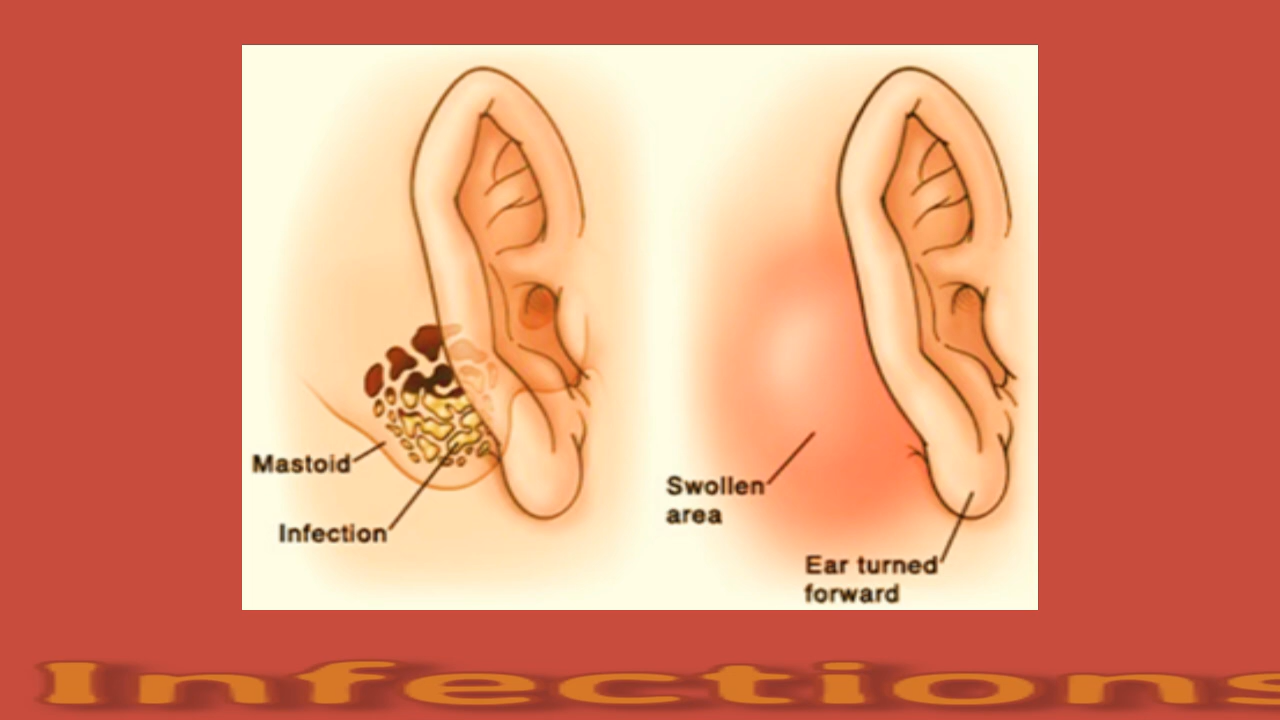 Mastoid
Infection
Swollen
area
Ear turned
forward
Infections